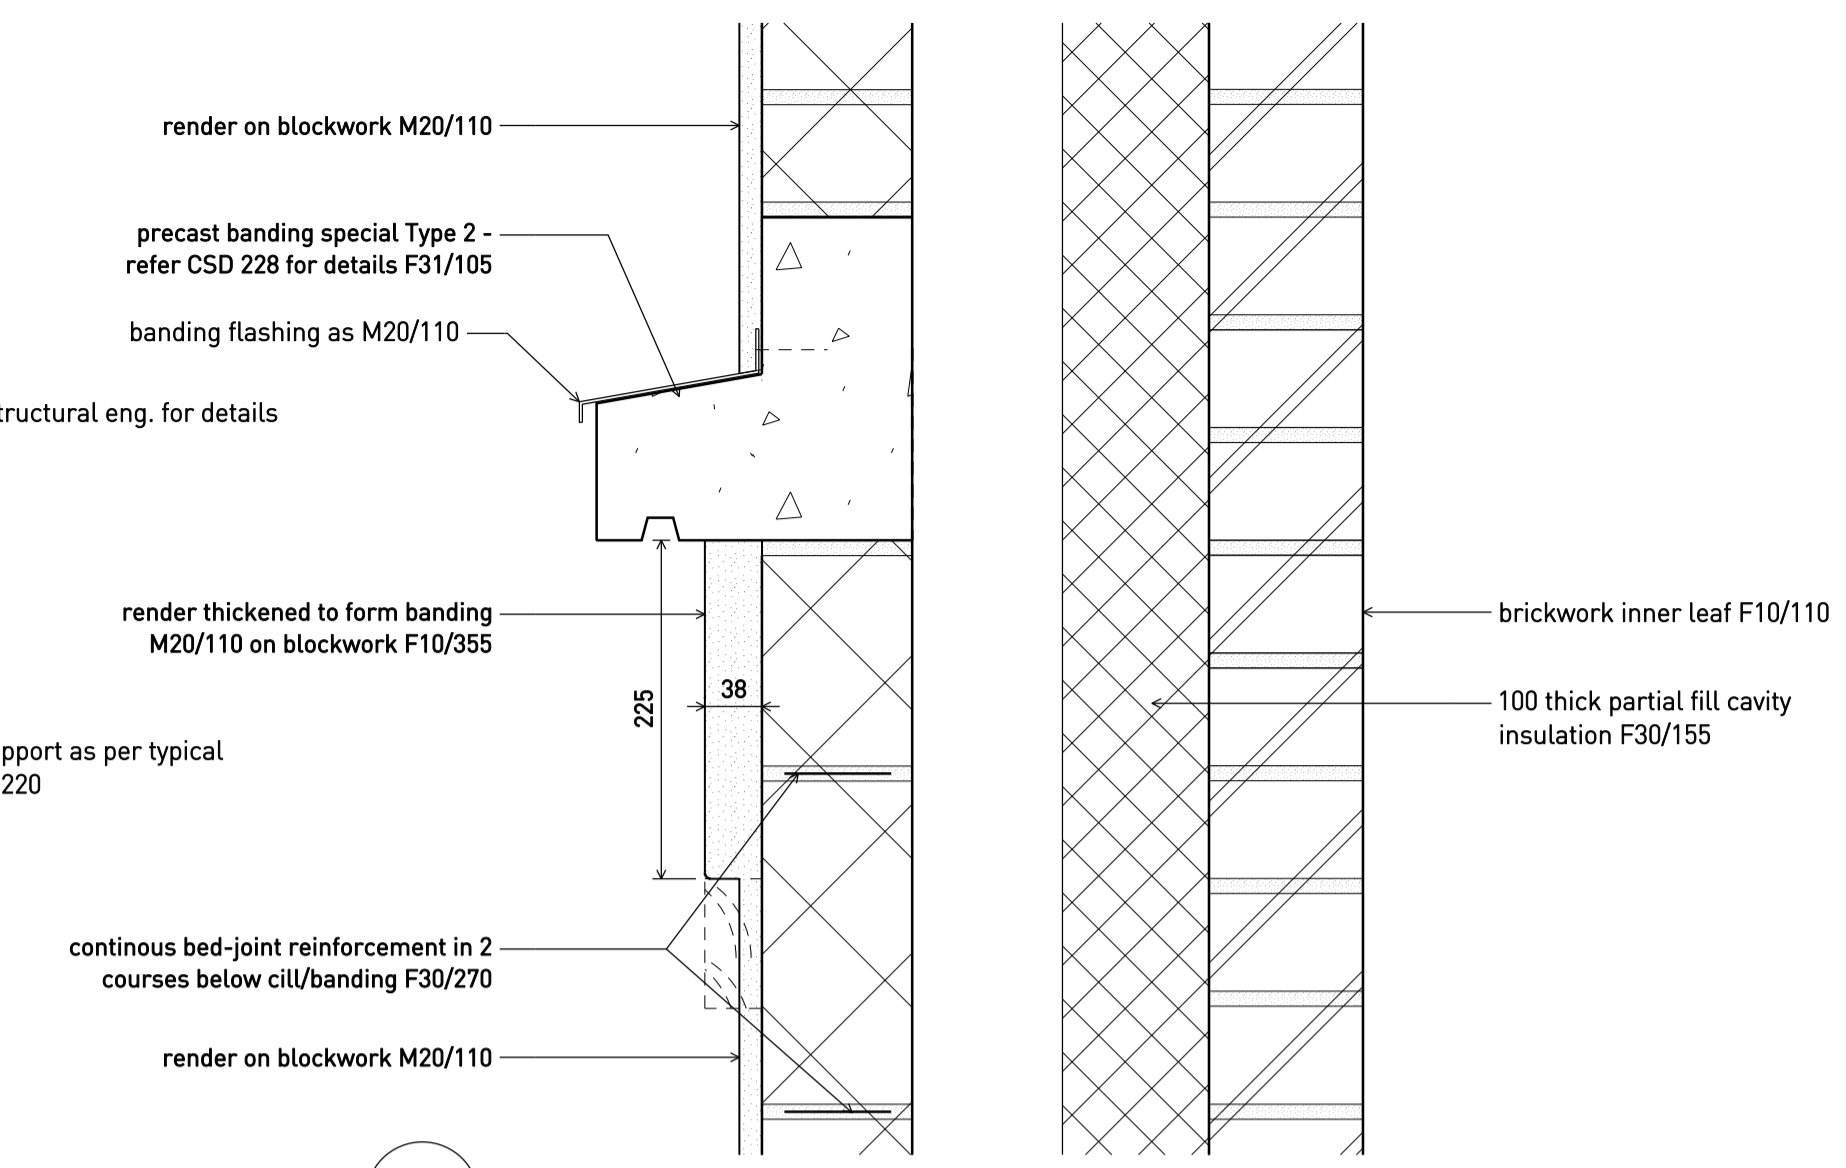 render on blockwork M20/110
precast banding special Type 2 -
refer CSD 228 for details F31/105
banding flashing as M20/110
tructural eng. for details
render thickened to form banding
M20/110 on blockwork F10/355
38
225
brickwork inner leaf F10/110
100 thick partial fill cavity
insulation F30/155
pport as per typical
220
continous bed-joint reinforcement in 2
courses below cill/banding F30/270
render on blockwork M20/110